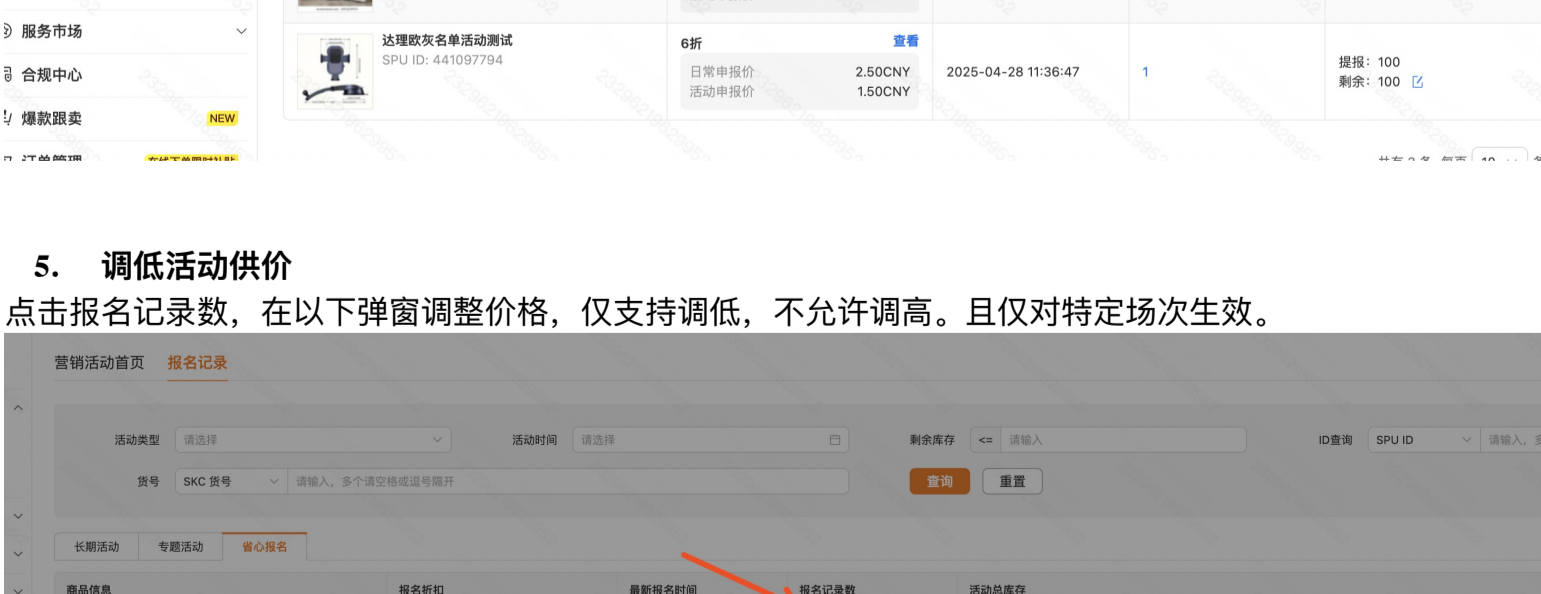 服务市场
达理欧灰名单活动测试
SPU ID: 441097794
6折 查看
日常申报价 2.50CNY
活动申报价 1.50CNY
2025-04-28 11:36:47
1
提报：100
剩余：100
合规中心
爆款跟卖 NEW
5. 调低活动供价
点击报名记录数，在以下弹窗调整价格，仅支持调低，不允许调高。且仅对特定场次生效。
营销活动首页 报名记录
活动类型 请选择 活动时间 请选择 剩余库存 <= 请输入 ID查询 SPU ID 请输入，
货号 SKC 货号 请输入，多个请空格或逗号隔开 查询 重置
长期活动 专题活动 省心报名
商品信息 报名折扣 最新报名时间 报名记录数 活动总库存